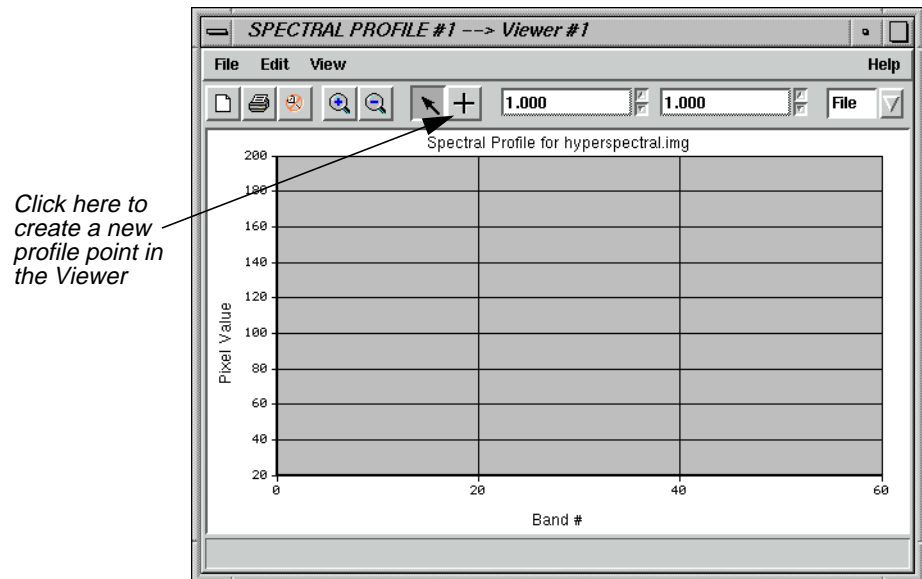 SPECTRAL PROFILE #1 --> Viewer #1
File Edit View Help
1.000 1.000 File
Spectral Profile for hyperspectral.img
Click here to
create a new
profile point in
the Viewer
Pixel Value
200
180
160
140
120
100
80
60
40
20
0 20 40 60
Band #